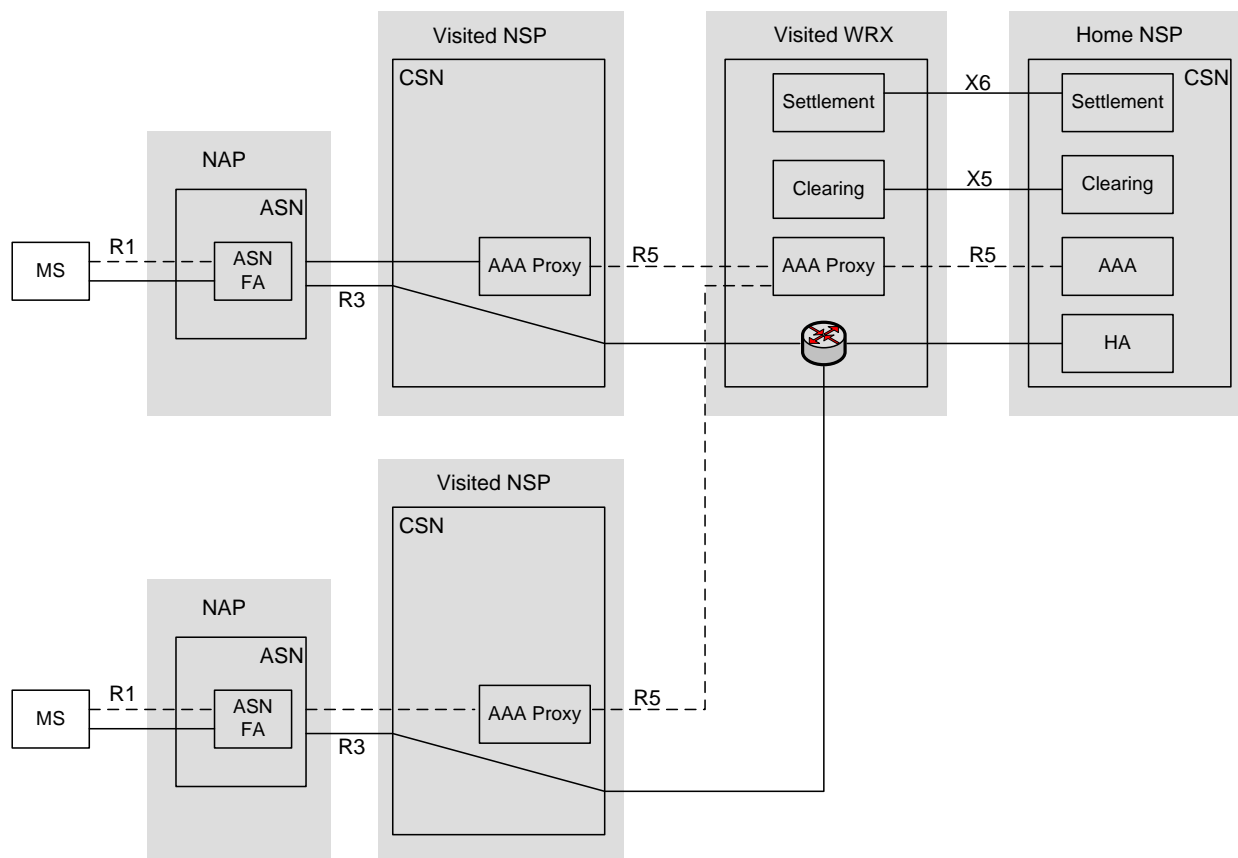 Visited NSP
Visited WRX
Home NSP
CSN
CSN
Settlement
X6
Settlement
NAP
Clearing
X5
Clearing
ASN
MS
R1
ASN
FA
R3
AAA Proxy
R5
AAA Proxy
R5
AAA
HA
Visited NSP
CSN
NAP
ASN
MS
R1
ASN
FA
R3
AAA Proxy
R5